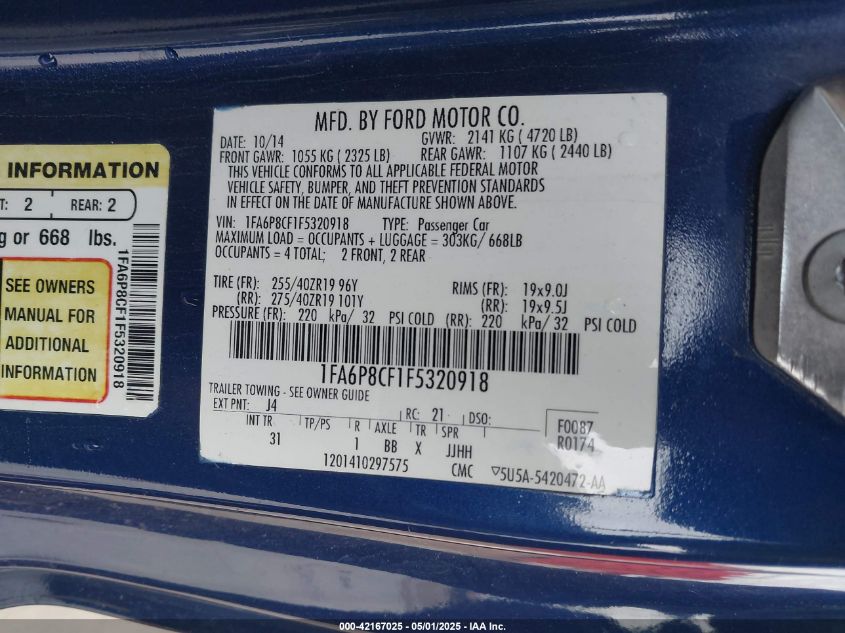 INFORMATION
T: 2 REAR: 2
g or 668 lbs.
SEE OWNERS
MANUAL FOR
ADDITIONAL
INFORMATION
1FA6P8CF1F5320918
MFD. BY FORD MOTOR CO.
DATE: 10/14 GVWR: 2141 KG ( 4720 LB)
FRONT GAWR: 1055 KG ( 2325 LB) REAR GAWR: 1107 KG ( 2440 LB)
THIS VEHICLE CONFORMS TO ALL APPLICABLE FEDERAL MOTOR
VEHICLE SAFETY, BUMPER, AND THEFT PREVENTION STANDARDS
IN EFFECT ON THE DATE OF MANUFACTURE SHOWN ABOVE.
VIN: 1FA6P8CF1F5320918 TYPE: Passenger Car
MAXIMUM LOAD = OCCUPANTS + LUGGAGE = 303KG/ 668LB
OCCUPANTS = 4 TOTAL; 2 FRONT, 2 REAR
TIRE (FR): 255/40ZR19 96Y RIMS (FR): 19x9.0J
(RR): 275/40ZR19 101Y (RR): 19x9.5J
PRESSURE (FR): 220 kPa/ 32 PSI COLD (RR): 220 kPa/ 32 PSI COLD
1FA6P8CF1F5320918
TRAILER TOWING - SEE OWNER GUIDE
EXT PNT: J4 RC: 21 DSO: F0087
INT TR TP/PS R AXLE TR SPR R0174
31 1 BB X JJHH
1201410297575 CMC 5U5A-5420472-AA
000-42167025 - 05/01/2025 - IAA Inc.